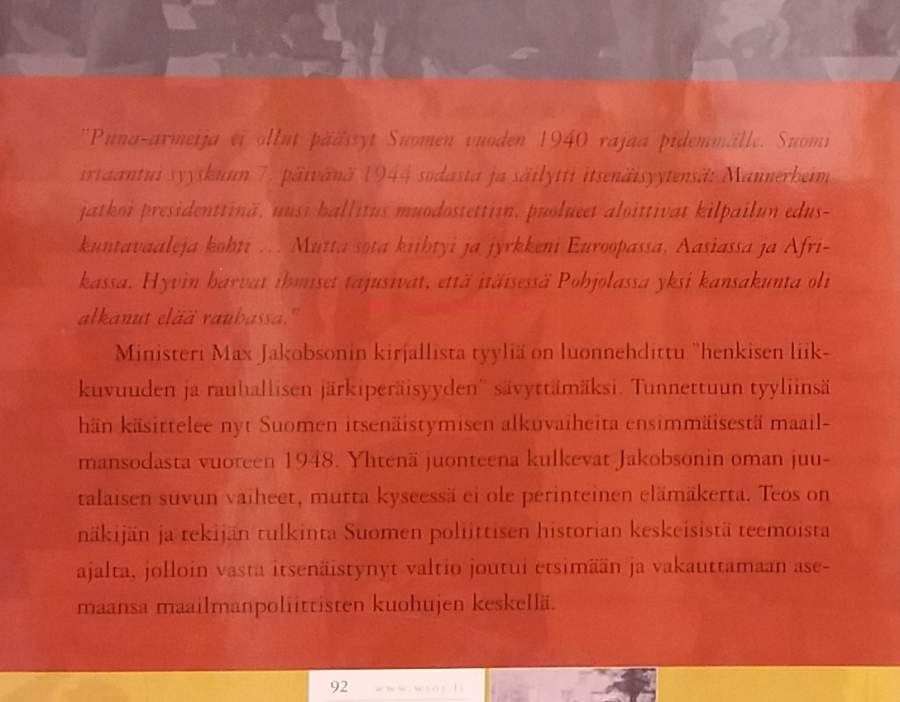 "Puna-armeija ei ollut päässyt Suomen vuoden 1940 rajaa pidemmälle. Suomi
irtaantui syyskuun 7. päivänä 1944 sodasta ja säilytti itsenäisyytensä: Mannerheim
jatkoi presidenttinä, uusi hallitus muodostettiin, puolueet aloittivat kilpailun edus-
kuntavaaleja kohti ... Mutta sota kiihtyi ja jyrkkeni Euroopassa, Aasiassa ja Afri-
kassa. Hyvin harvat ihmiset tajusivat, että itäisessä Pohjolassa yksi kansakunta oli
alkanut elää rauhassa."
Ministeri Max Jakobsonin kirjallista tyyliä on luonnehdittu "henkisen liik-
kuvuuden ja rauhallisen järkiperäisyyden" sävyttämäksi. Tunnettuun tyyliinsä
hän käsittelee nyt Suomen itsenäistymisen alkuvaiheita ensimmäisestä maail-
mansodasta vuoteen 1948. Yhtenä juonteena kulkevat Jakobsonin oman juu-
talaisen suvun vaiheet, mutta kyseessä ei ole perinteinen elämäkerta. Teos on
näkijän ja tekijän tulkinta Suomen poliittisen historian keskeisistä teemoista
ajalta, jolloin vasta itsenäistynyt valtio joutui etsimään ja vakauttamaan ase-
maansa maailmanpoliittisten kuohujen keskellä.
92 www.wsoy.fi